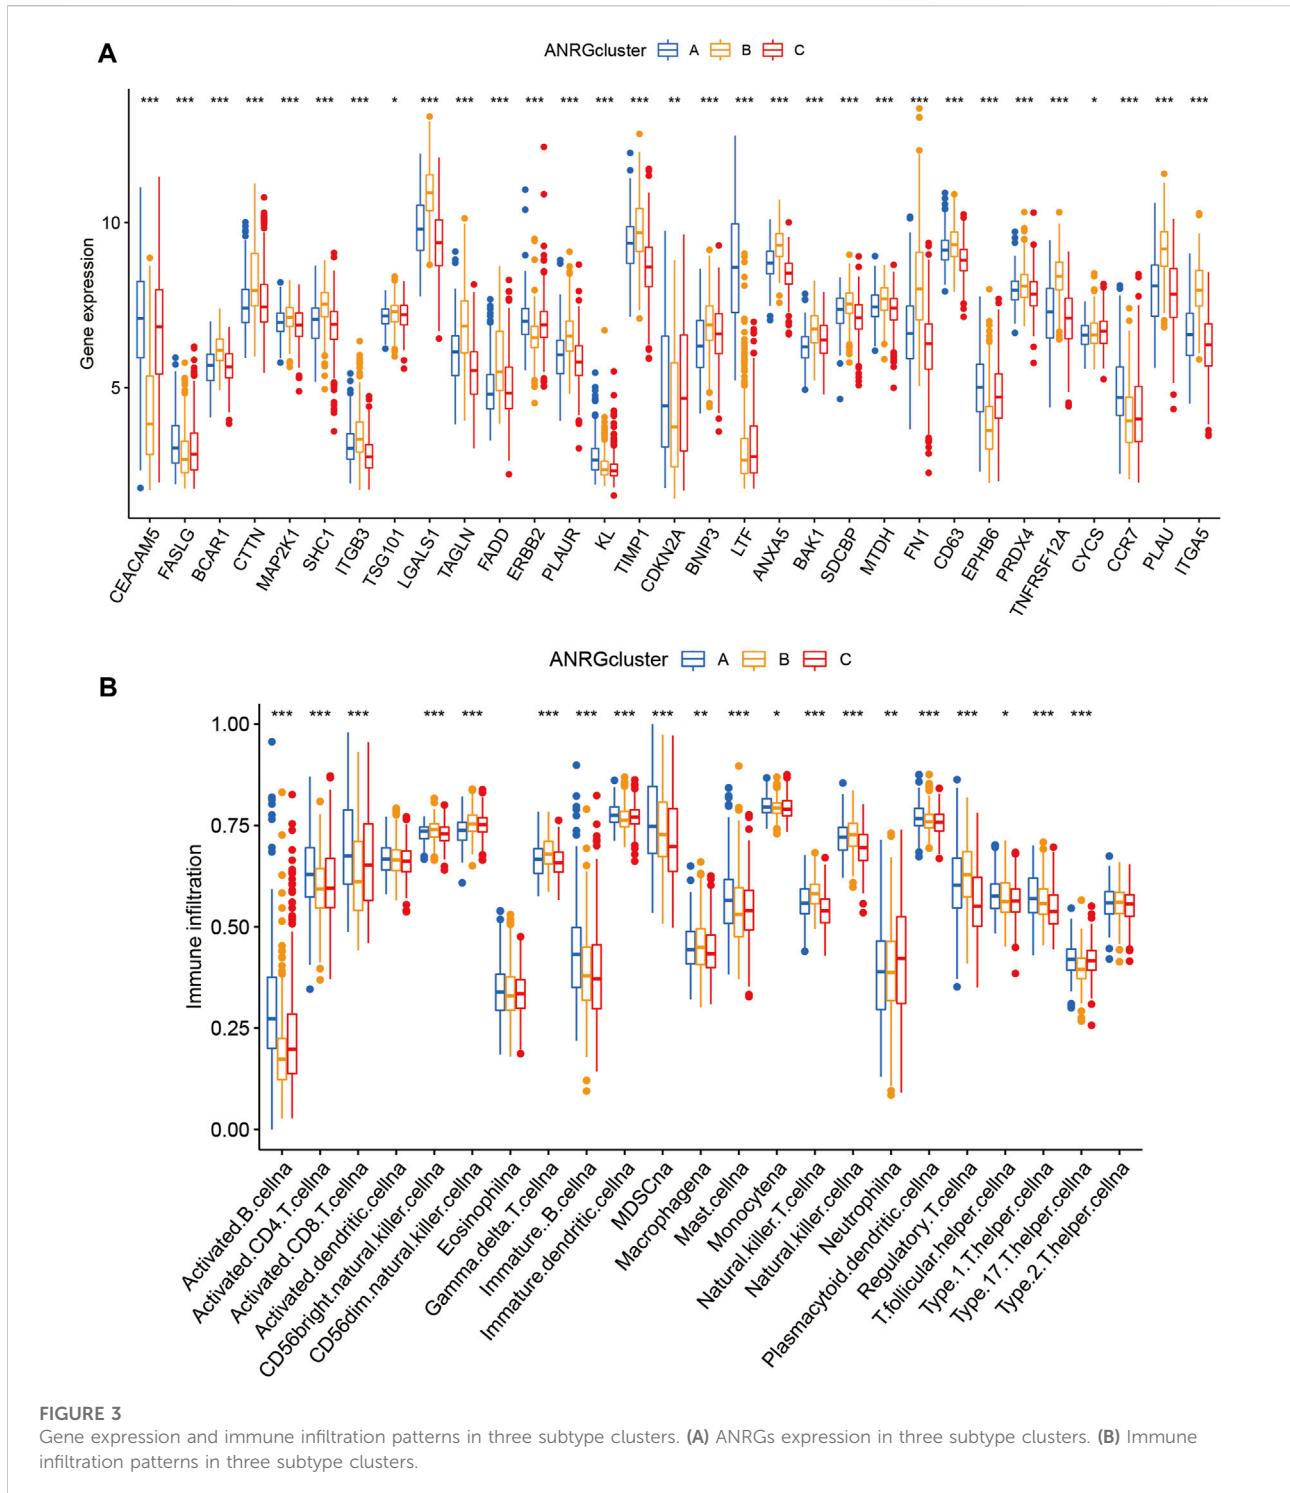 A
ANRGcluster A B C
*** *** *** *** *** *** *** * *** *** *** *** *** *** *** ** *** *** *** *** *** *** *** *** *** *** *** * *** *** ***
Gene expression
10
5
CEACAM5
FASLG
BCAR1
CTTN
MAP2K1
SHC1
ITGB3
TSG101
LGALS1
TAGLN
FADD
ERBB2
PLAUR
KL
TIMP1
CDKN2A
BNIP3
LTF
ANXA5
BAK1
SDCBP
MTDH
FN1
CD63
EPHB6
PRDX4
TNFRSF12A
CYCS
CCR7
PLAU
ITGA5
ANRGcluster A B C
B
*** *** *** *** *** *** *** *** *** ** *** * *** *** ** *** *** * *** ***
Immune infiltration
1.00
0.75
0.50
0.25
0.00
Activated.B.cellna
Activated.CD4.T.cellna
Activated.CD8.T.cellna
Activated.dendritic.cellna
CD56bright.natural.killer.cellna
CD56dim.natural.killer.cellna
Eosinophilna
Gamma.delta.T.cellna
Immature..B.cellna
Immature.dendritic.cellna
MDSCna
Macrophagena
Mast.cellna
Monocytena
Natural.killer.T.cellna
Natural.killer.cellna
Neutrophilna
Plasmacytoid.dendritic.cellna
Regulatory.T.cellna
T.follicular.helper.cellna
Type.1.T.helper.cellna
Type.17.T.helper.cellna
Type.2.T.helper.cellna
FIGURE 3
Gene expression and immune infiltration patterns in three subtype clusters. (A) ANRGs expression in three subtype clusters. (B) Immune
infiltration patterns in three subtype clusters.